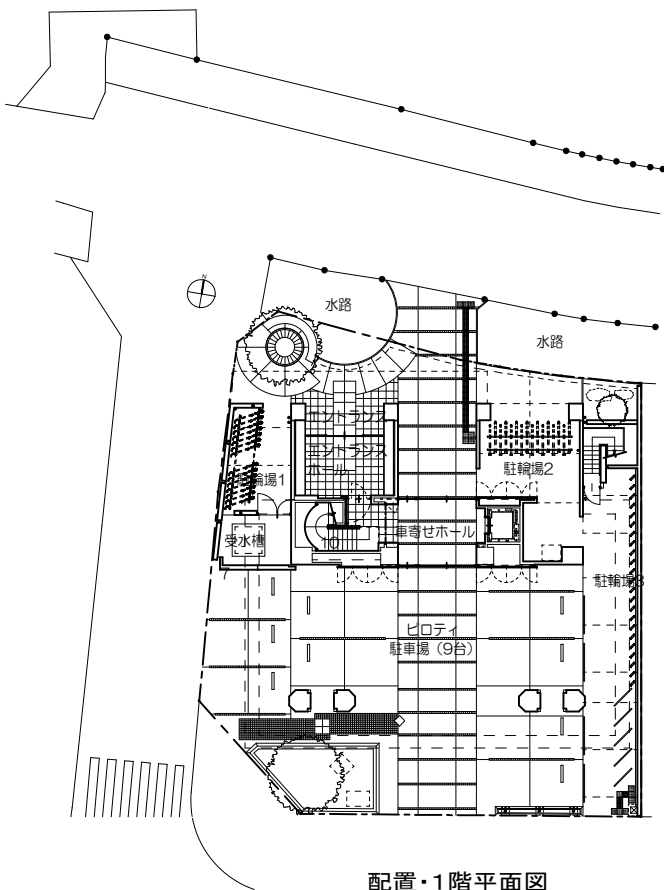 N
水路
水路
エントランス
エントランス
ホール
駐輪場1
駐輪場2
受水槽
10
車寄せホール
駐輪場3
ピロティ
駐車場（9台）
配置・1階平面図